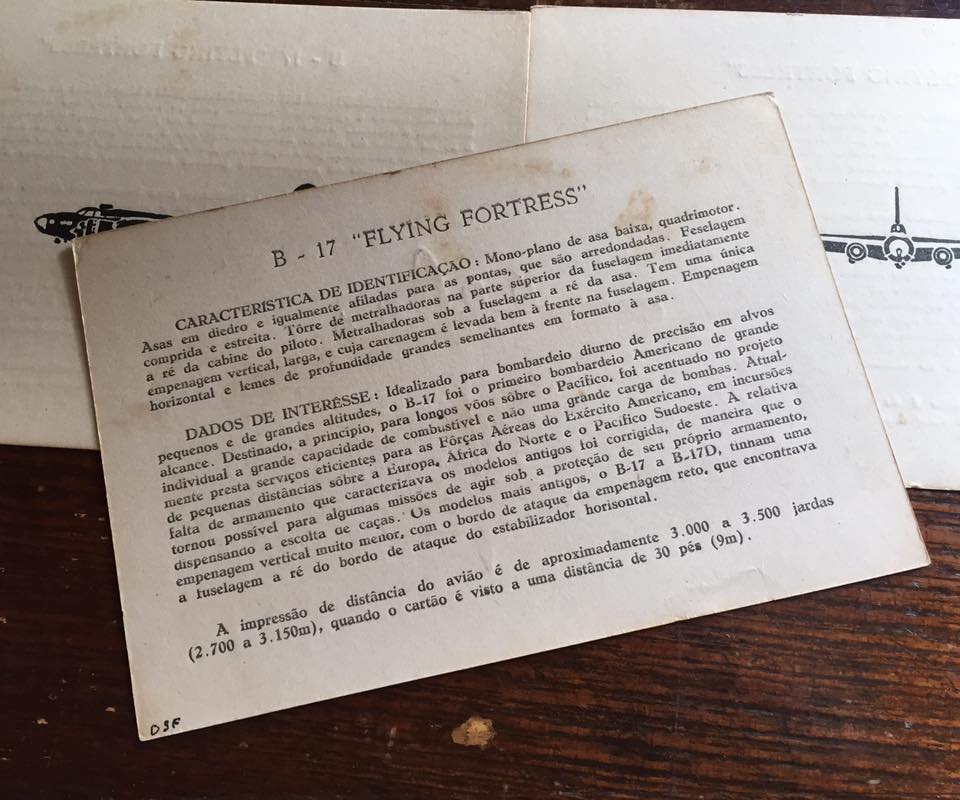 B - 17 "FLYING FORTRESS"
CARACTERISTICA DE IDENTIFICAÇAO : Mono-plano de asa baixa, quadrimotor.
Asas em diedro e igualmente afiladas para as pontas, que são arredondadas. Feselagem
comprida e estreita. Tôrre de metralhadoras na parte superior da fuselagem imediatamente
a ré da cabine do piloto. Metralhadoras sob a fuselagem a ré da asa. Tem uma única
empenagem vertical, larga, e cuja carenagem é levada bem à frente na fuselagem. Empenagem
horizontal e lemes de profundidade grandes semelhantes em formato à asa.
DADOS DE INTERÊSSE : Idealizado para bombardeio diurno de precisão em alvos
pequenos e de grandes altitudes, o B-17 foi o primeiro bombardeio Americano de grande
alcance. Destinado, a princípio, para longos vôos sôbre o Pacífico, foi acentuado no projeto
individual a grande capacidade de combustível e não uma grande carga de bombas. Atual-
mente presta serviços eficientes para as Fôrças Aéreas do Exército Americano, em incursões
de pequenas distâncias sôbre a Europa, África do Norte e o Pacífico Sudoeste. A relativa
falta de armamento que caracterizava os modelos antigos foi corrigida, de maneira que o
tornou possível para algumas missões de agir sob a proteção de seu próprio armamento,
dispensando a escolta de caças. Os modelos mais antigos, o B-17 a B-17D, tinham uma
empenagem vertical muito menor, com o bordo de ataque da empenagem reto, que encontrava
a fuselagem a ré do bordo de ataque do estabilizador horisontal.
A impressão de distância do avião é de aproximadamente 3.000 a 3.500 jardas
(2.700 a 3.150m), quando o cartão é visto a uma distância de 30 pés (9m).
DSF